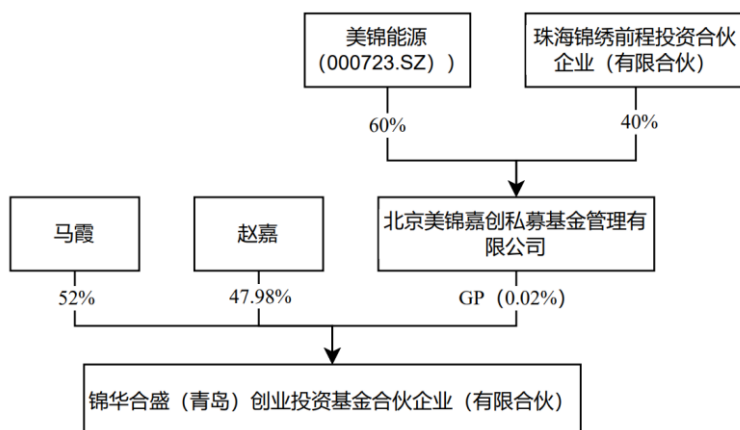 美锦能源
（000723.SZ））
珠海锦绣前程投资合伙
企业（有限合伙）
60%
40%
马霞
赵嘉
北京美锦嘉创私募基金管理有
限公司
52%
47.98%
GP（0.02%）
锦华合盛（青岛）创业投资基金合伙企业（有限合伙）